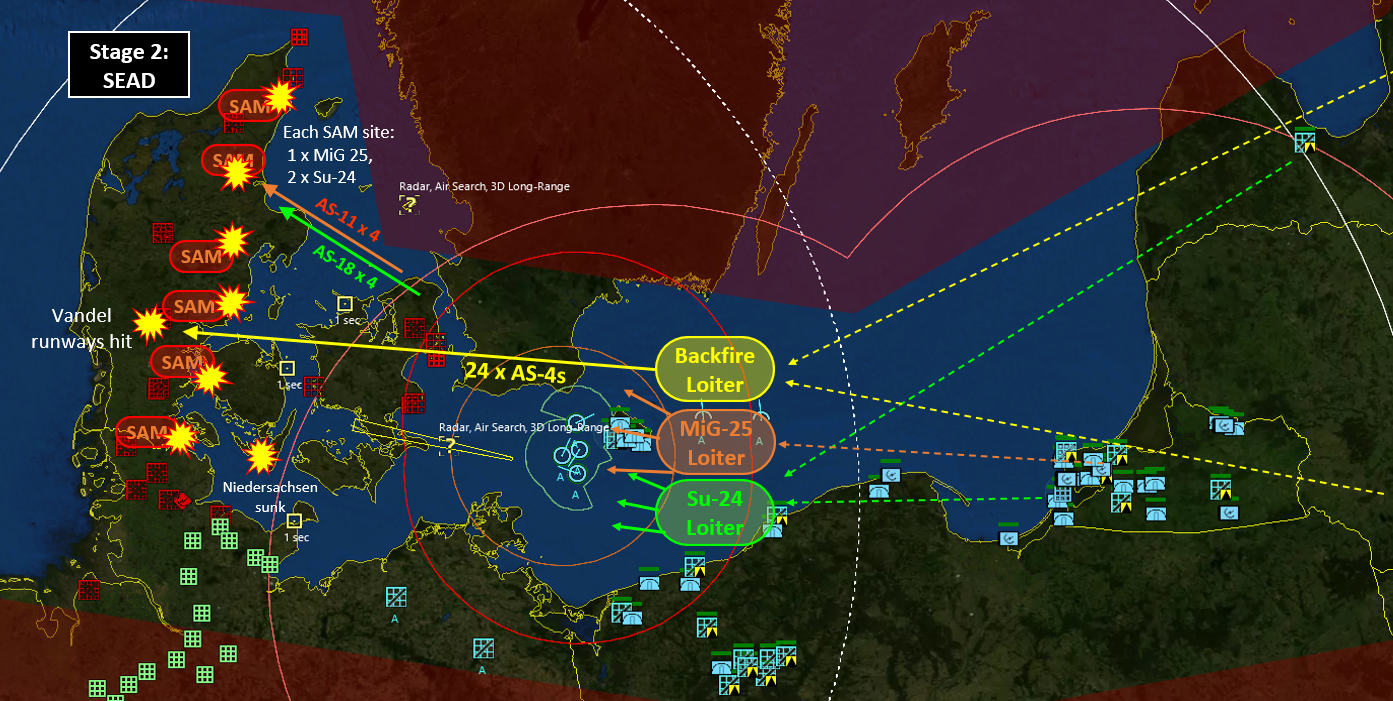 Stage 2:
SEAD
SAM
Each SAM site:
1 x MiG 25,
2 x Su-24
SAM
Radar, Air Search, 3D Long-Range
?
AS-11 x 4
AS-18 x 4
SAM
SAM
1 sec
Vandel
runways hit
SAM
1 sec
24 x AS-4s
Backfire
Loiter
MiG-25
Loiter
Su-24
Loiter
SAM
Radar, Air Search, 3D Long-Range
?
A
A
A
A
A
A
Niedersachsen
sunk
1 sec
A
A